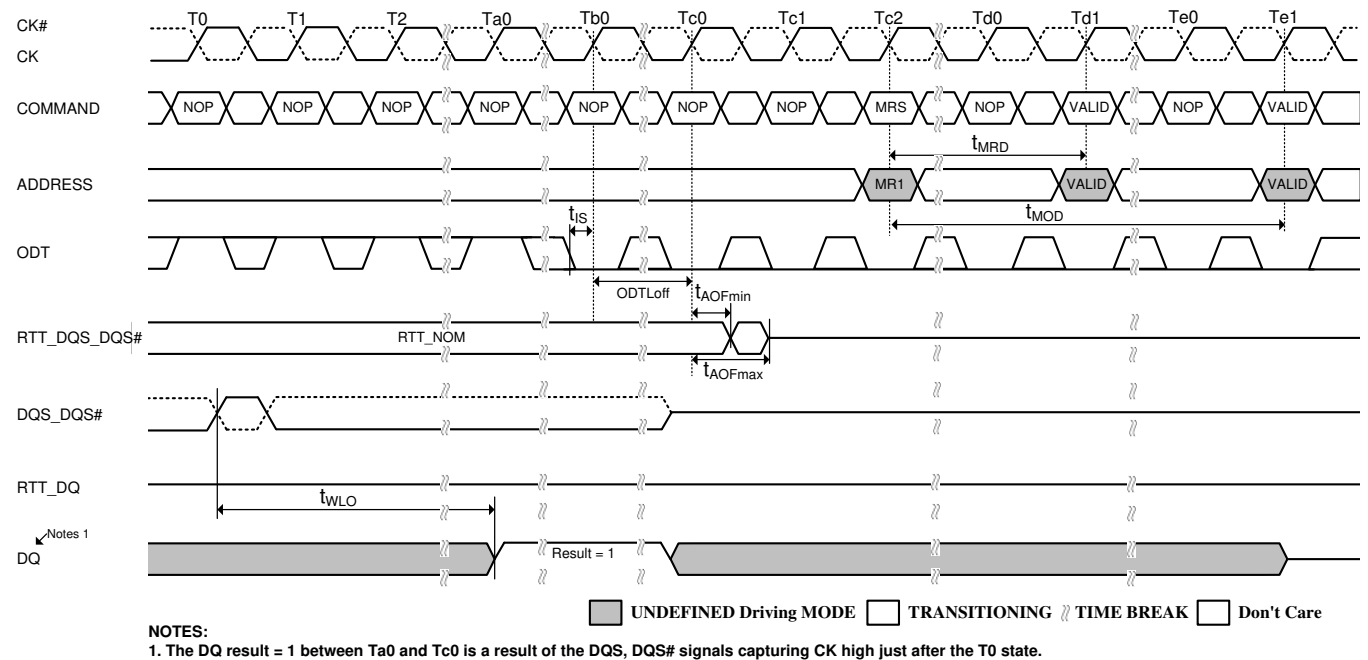 T0 T1 T2 Ta0 Tb0 Tc0 Tc1 Tc2 Td0 Td1 Te0 Te1
CK#
CK
COMMAND NOP NOP NOP NOP NOP NOP NOP MRS NOP VALID NOP VALID
tMRD
ADDRESS MR1 VALID VALID
tIS
tMOD
ODT
ODTLoff
tAOFmin
RTT_DQS_DQS# RTT_NOM
tAOFmax
DQS_DQS#
RTT_DQ
tWLO
Notes 1
DQ Result = 1
UNDEFINED Driving MODE TRANSITIONING TIME BREAK Don't Care
NOTES:
1. The DQ result = 1 between Ta0 and Tc0 is a result of the DQS, DQS# signals capturing CK high just after the T0 state.